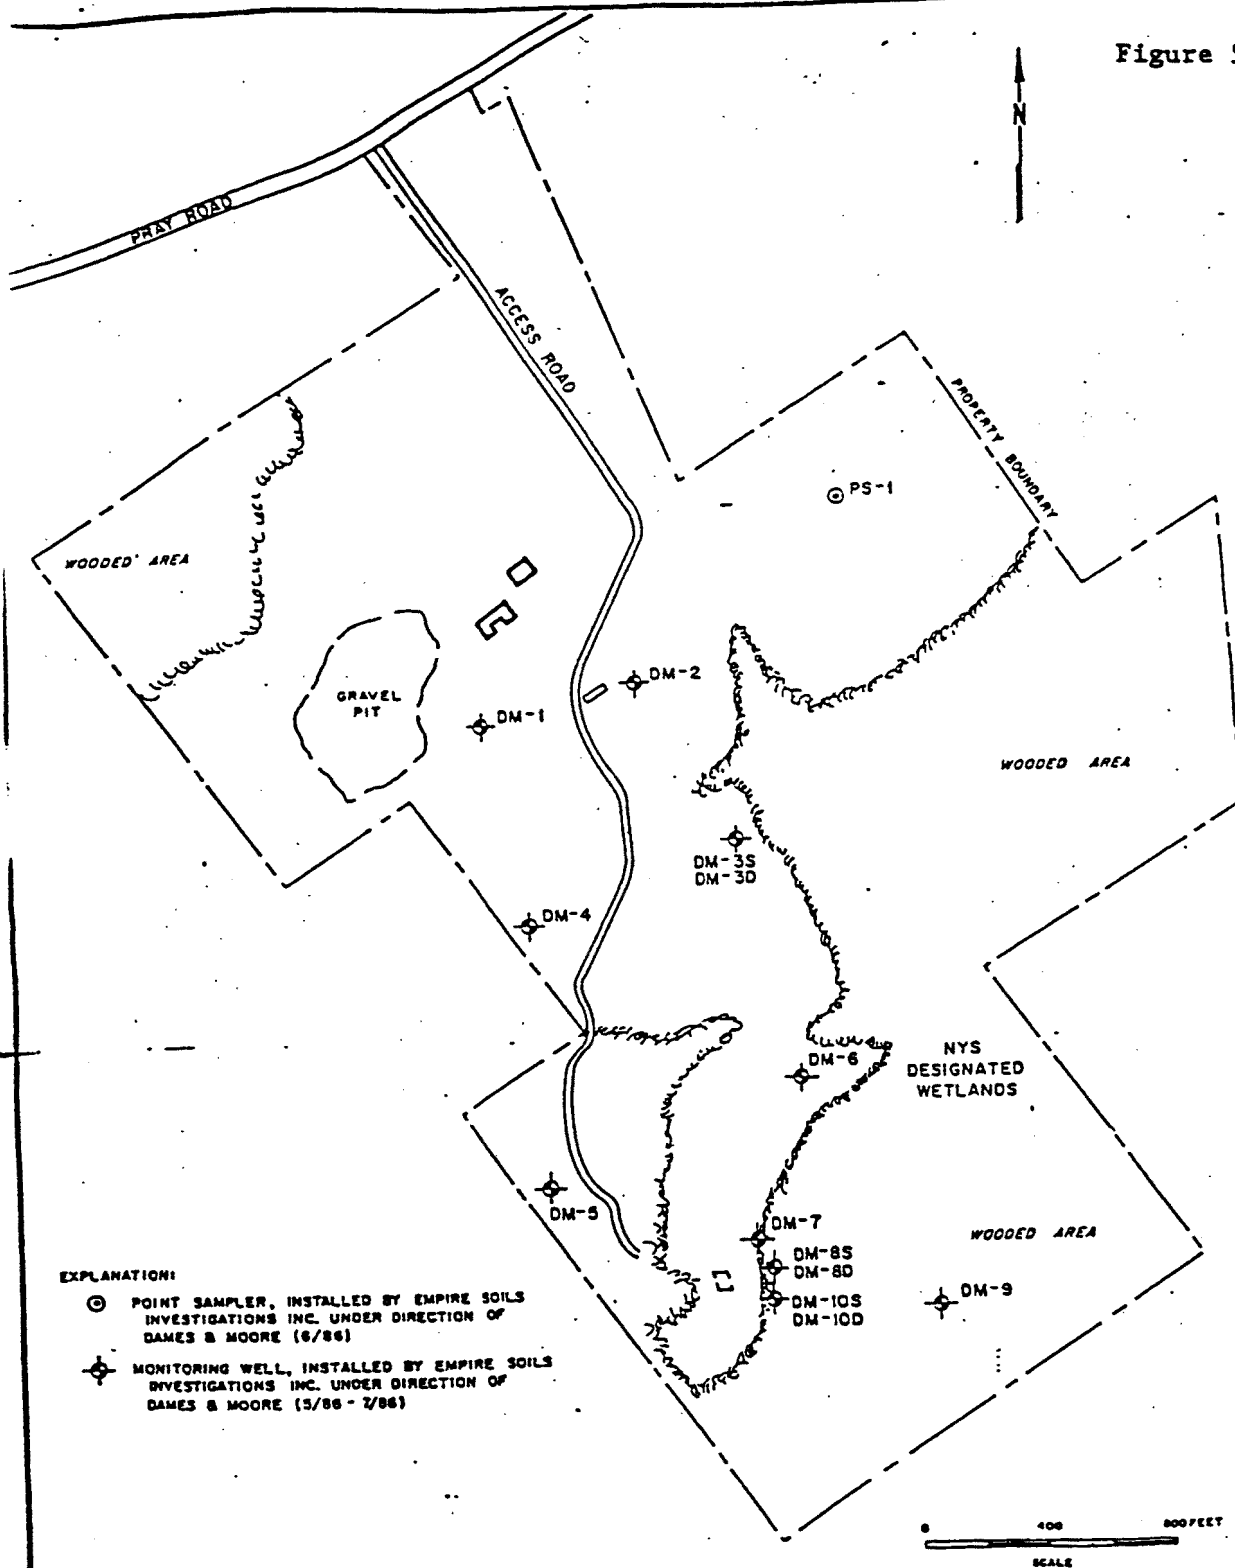 Figure
N
PRAY ROAD
ACCESS ROAD
PROPERTY BOUNDARY
PS-1
WOODED AREA
GRAVEL
PIT
DM-2
DM-1
WOODED AREA
DM-3S
DM-3D
DM-4
NYS
DESIGNATED
WETLANDS
DM-6
DM-5
DM-7
WOODED AREA
DM-8S
DM-8D
DM-9
DM-10S
DM-10D
EXPLANATION:
POINT SAMPLER, INSTALLED BY EMPIRE SOILS
INVESTIGATIONS INC. UNDER DIRECTION OF
DAMES & MOORE (6/86)
MONITORING WELL, INSTALLED BY EMPIRE SOILS
INVESTIGATIONS INC. UNDER DIRECTION OF
DAMES & MOORE (5/86 - 7/86)
0 400 800 FEET
SCALE